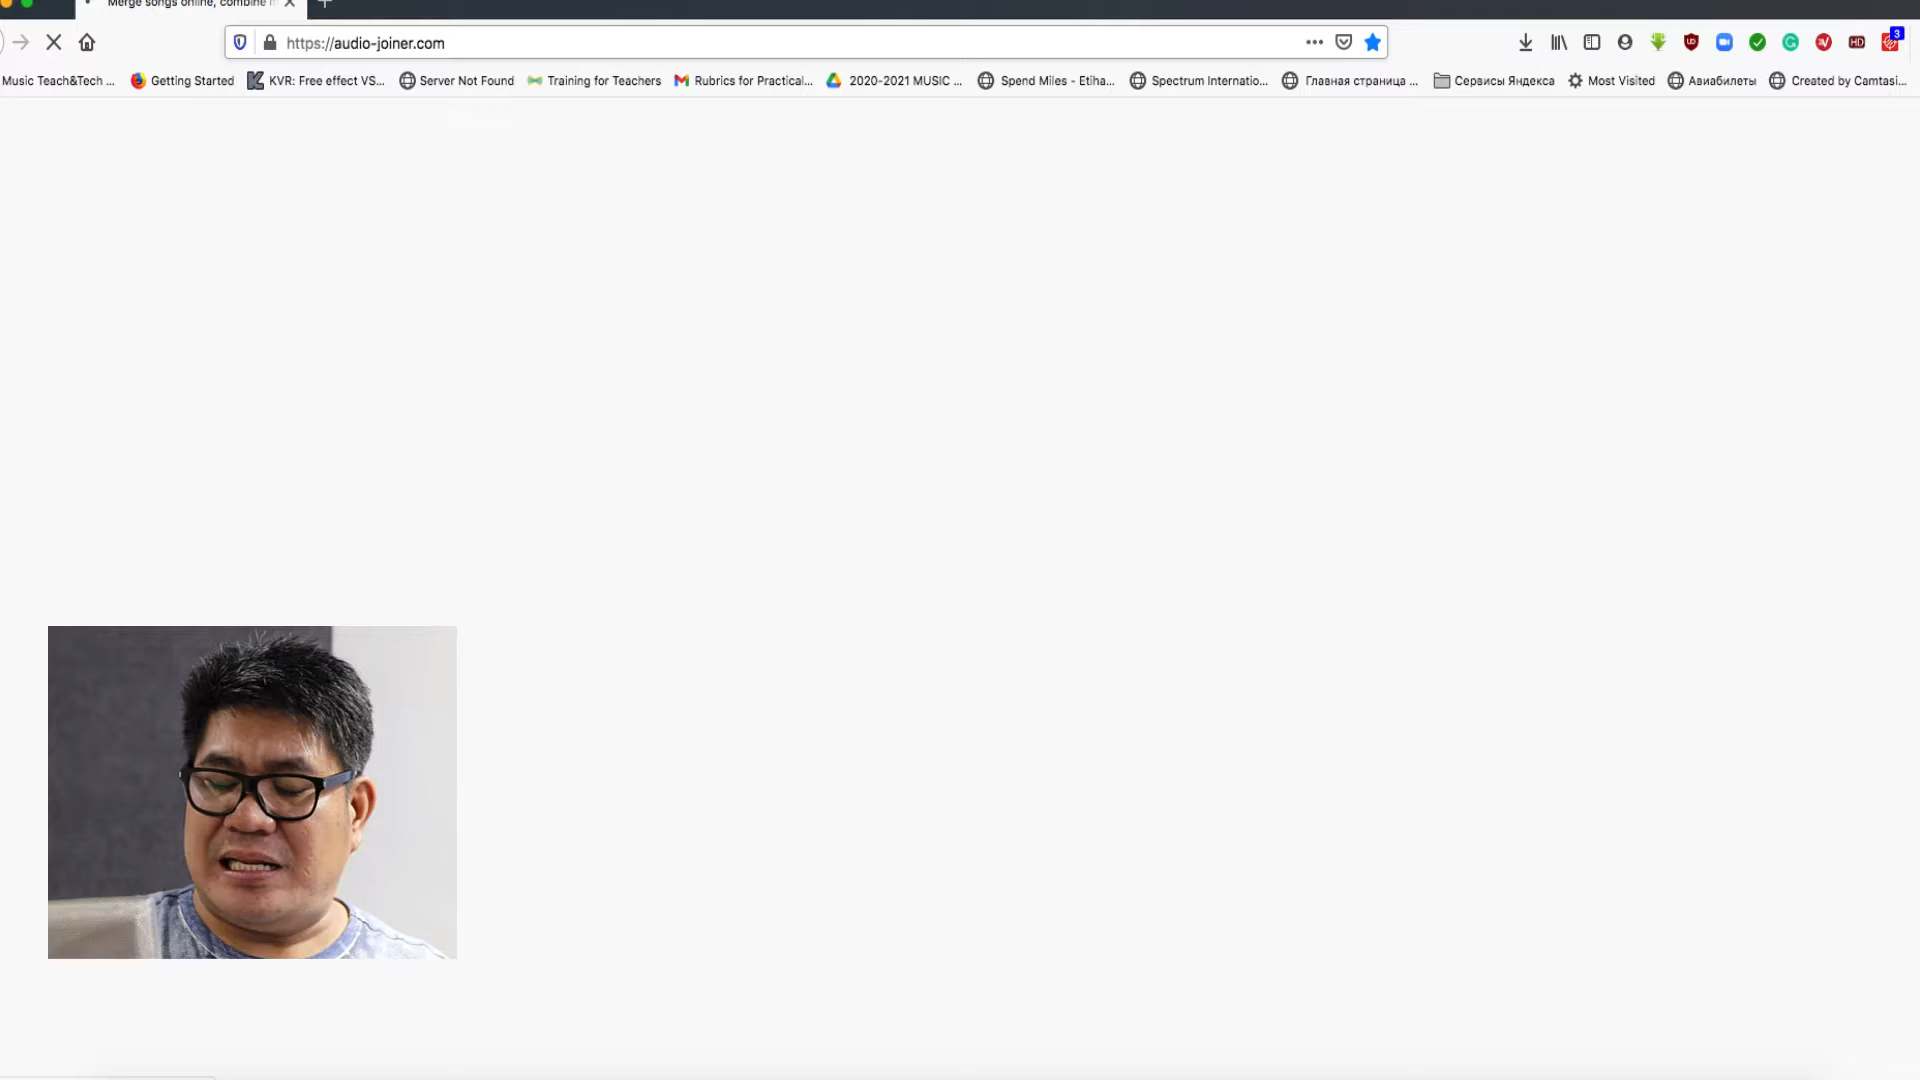 Merge songs online, combine m
https://audio-joiner.com
3
Music Teach&Tech ... Getting Started KVR: Free effect VS... Server Not Found Training for Teachers Rubrics for Practical... 2020-2021 MUSIC ... Spend Miles - Etiha... Spectrum Internatio... Главная страница ... Сервисы Яндекса Most Visited Авиабилеты Created by Camtasi...
HD